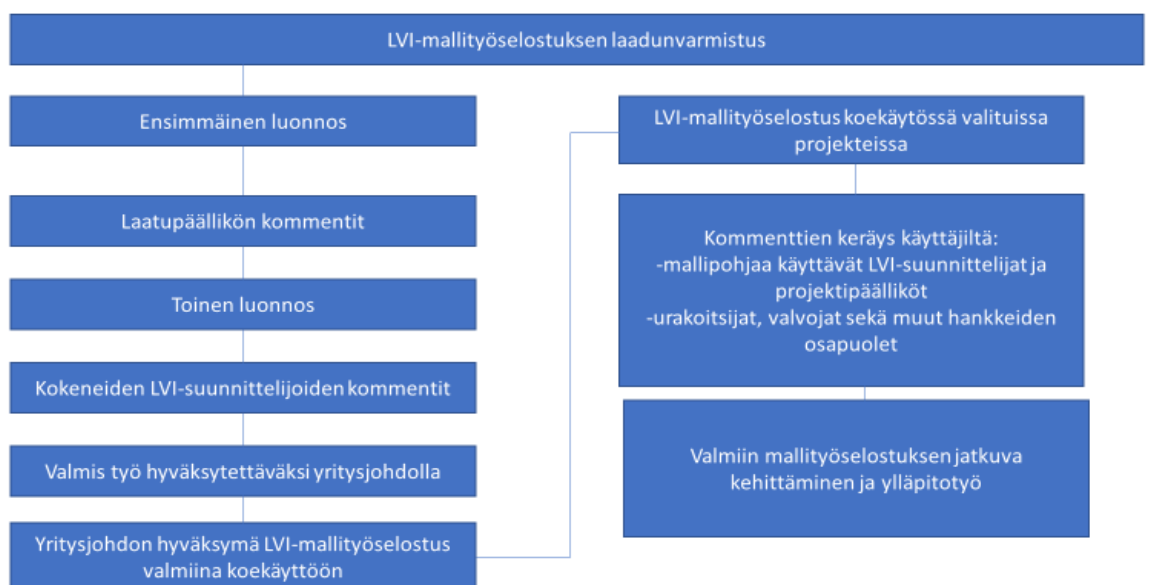 LVI-mallityöselostuksen laadunvarmistus
Ensimmäinen luonnos
Laatupäällikön kommentit
Toinen luonnos
Kokeneiden LVI-suunnittelijoiden kommentit
Valmis työ hyväksytettäväksi yritysjohdolla
Yritysjohdon hyväksymä LVI-mallityöselostus
valmiina koekäyttöön
LVI-mallityöselostus koekäytössä valituissa
projekteissa
Kommenttien keräys käyttäjiltä:
-mallipohjaa käyttävät LVI-suunnittelijat ja
projektipäälliköt
-urakoitsijat, valvojat sekä muut hankkeiden
osapuolet
Valmiin mallityöselostuksen jatkuva
kehittäminen ja ylläpitotyö